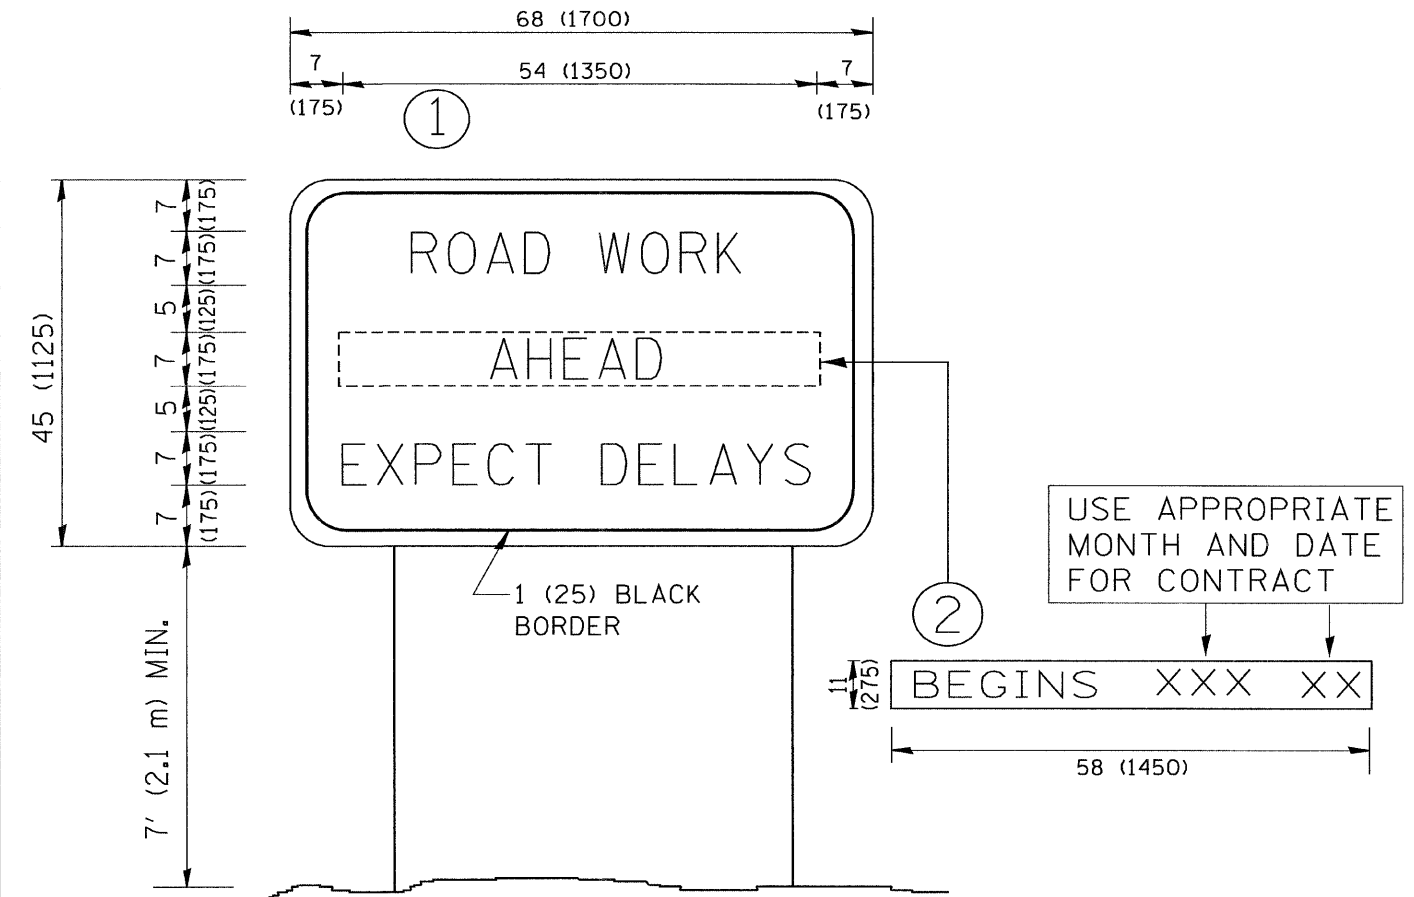 68 (1700)
7
54 (1350)
7
(175)
(175)
1
45 (1125)
7
(175)
7
(175)
5
(125)
7
(175)
5
(125)
7
(175)
7
(175)
ROAD WORK
AHEAD
EXPECT DELAYS
1 (25) BLACK
BORDER
7' (2.1 m) MIN.
2
USE APPROPRIATE
MONTH AND DATE
FOR CONTRACT
11
(275)
BEGINS XXX XX
58 (1450)